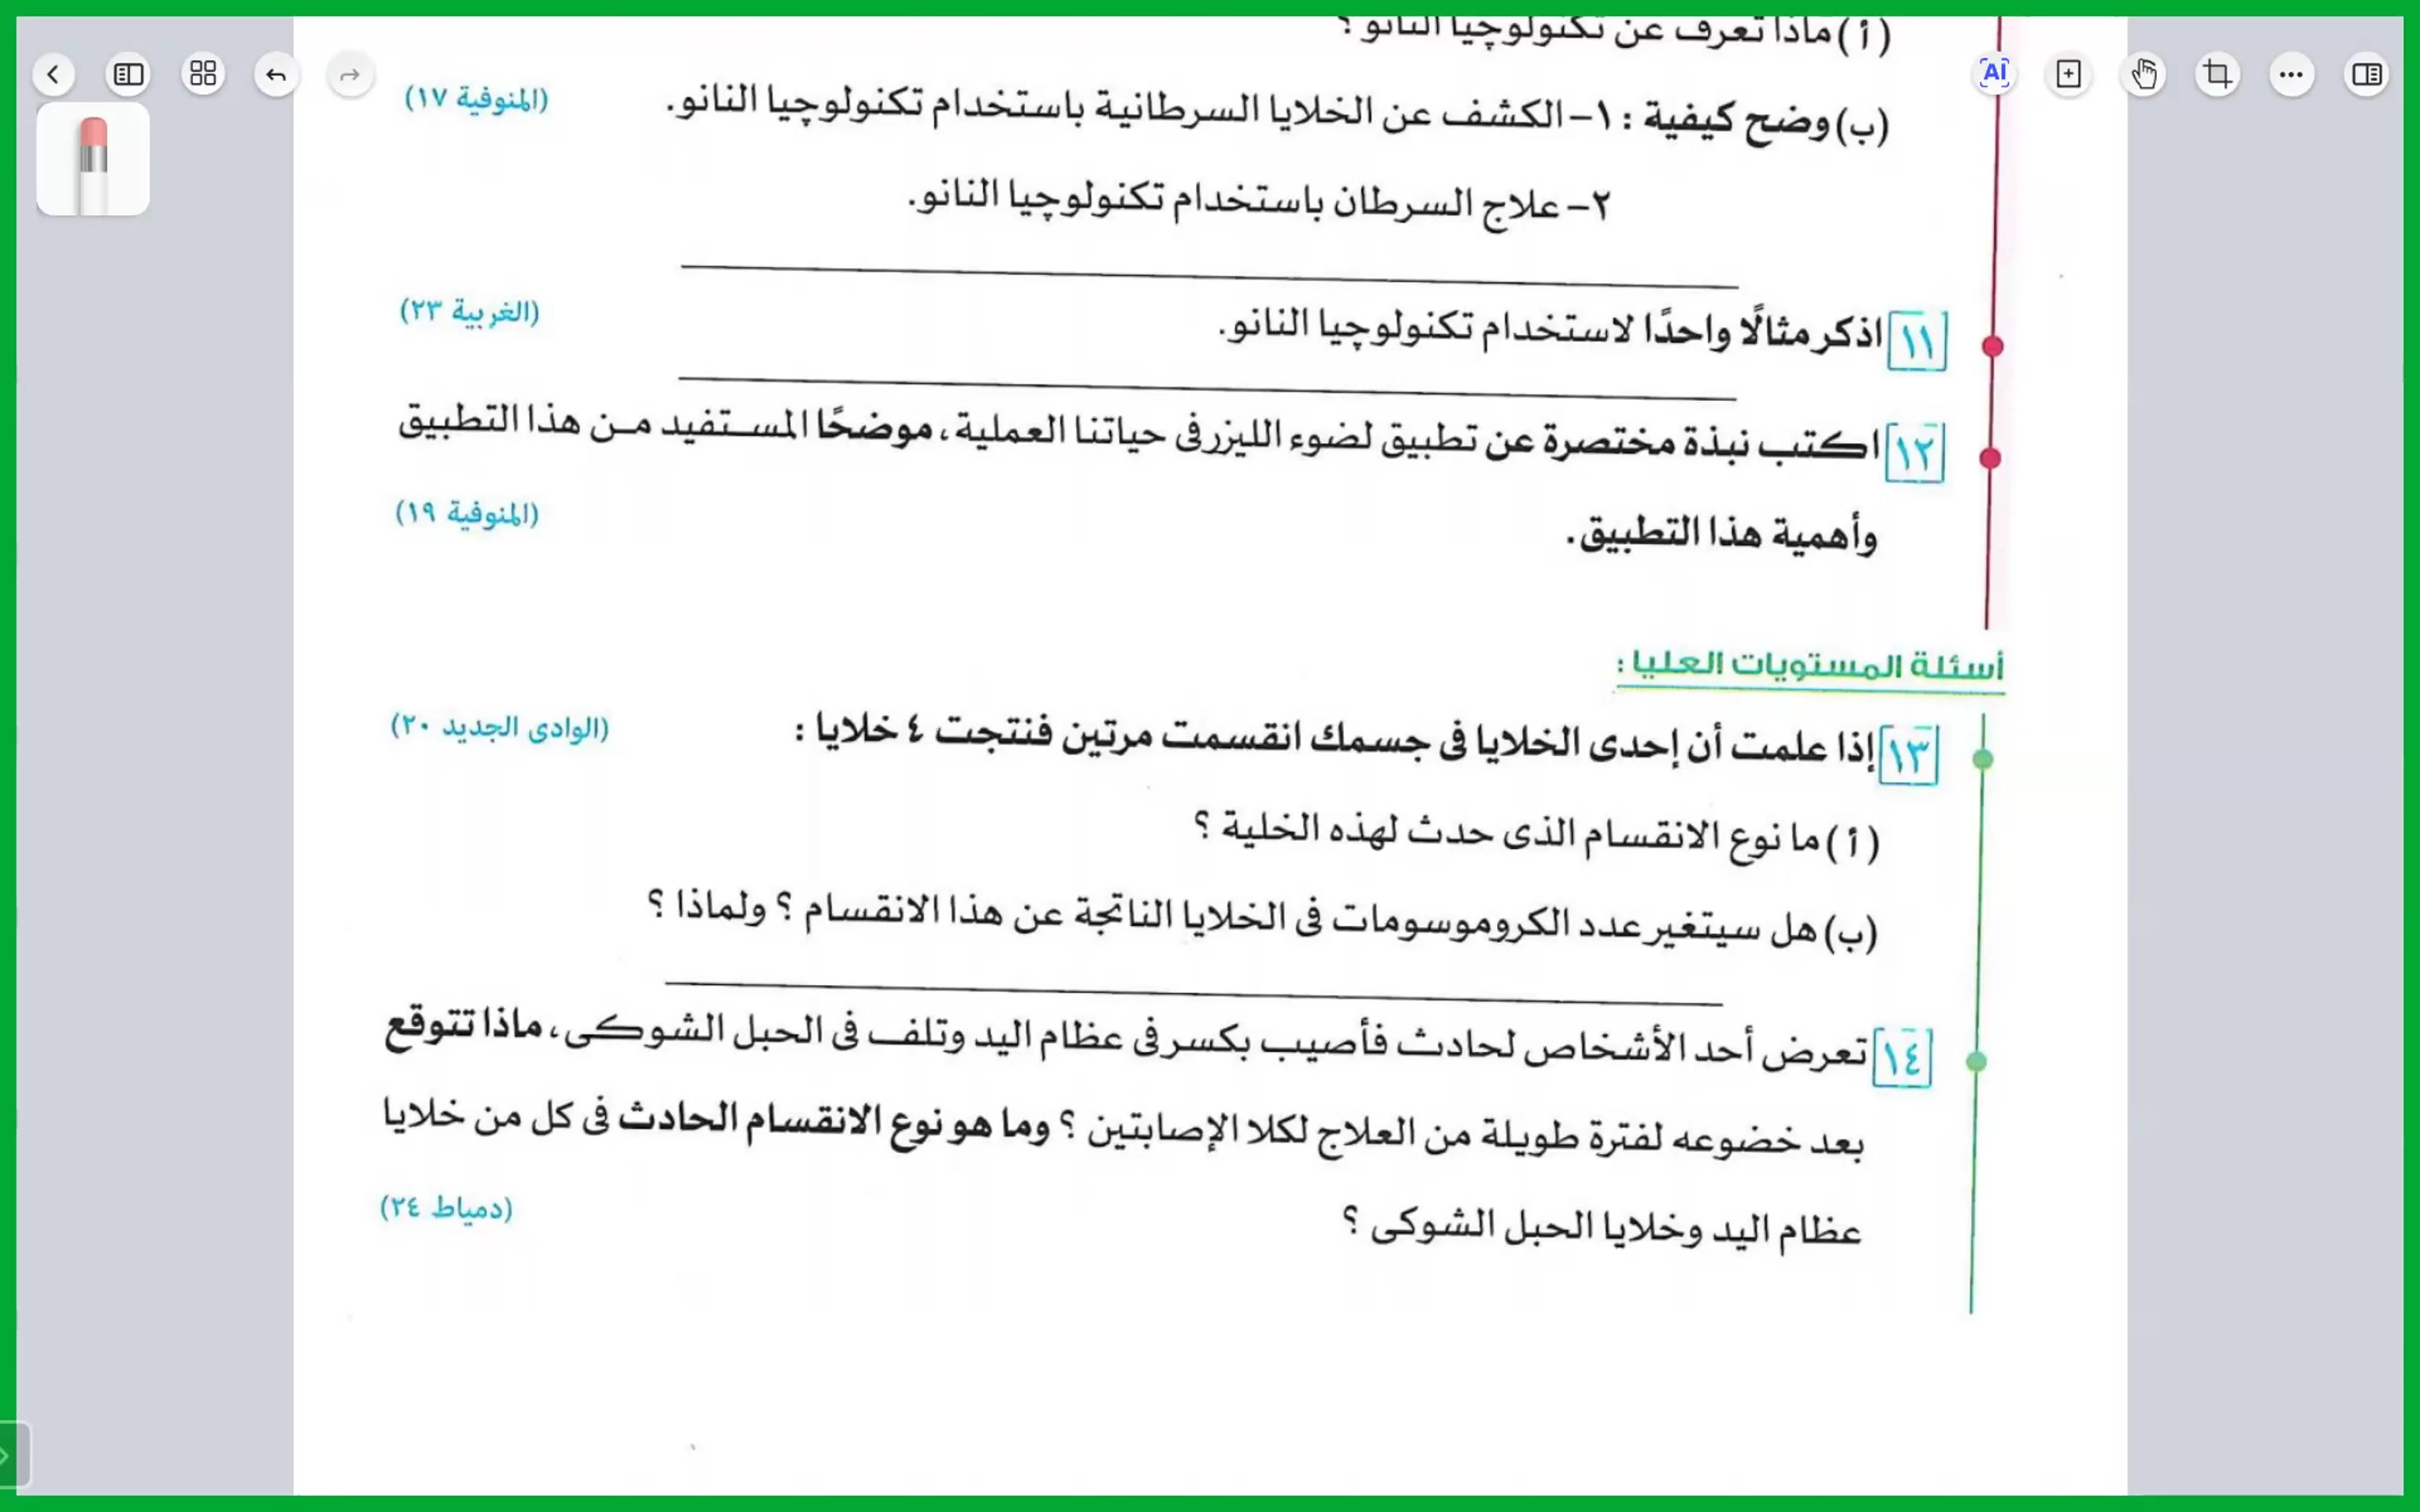 (أ) ماذا تعرف عن تكنولوچيا النانو ؟
(ب) وضح كيفية : ١- الكشف عن الخلايا السرطانية باستخدام تكنولوچيا النانو. (المنوفية ١٧)
٢- علاج السرطان باستخدام تكنولوچيا النانو.
١١ اذكر مثالًا واحدًا لاستخدام تكنولوچيا النانو. (الغربية ٢٣)
١٢ اكتب نبذة مختصرة عن تطبيق لضوء الليزر فى حياتنا العملية، موضحًا المستفيد من هذا التطبيق
وأهمية هذا التطبيق. (المنوفية ١٩)
أسئلة المستويات العليا :
١٣ إذا علمت أن إحدى الخلايا فى جسمك انقسمت مرتين فنتجت ٤ خلايا : (الوادى الجديد ٢٠)
(أ) ما نوع الانقسام الذى حدث لهذه الخلية ؟
(ب) هل سيتغير عدد الكروموسومات فى الخلايا الناتجة عن هذا الانقسام ؟ ولماذا ؟
١٤ تعرض أحد الأشخاص لحادث فأصيب بكسر فى عظام اليد وتلف فى الحبل الشوكى، ماذا تتوقع
بعد خضوعه لفترة طويلة من العلاج لكلا الإصابتين ؟ وما هو نوع الانقسام الحادث فى كل من خلايا
عظام اليد وخلايا الحبل الشوكى ؟ (دمياط ٢٤)
AI